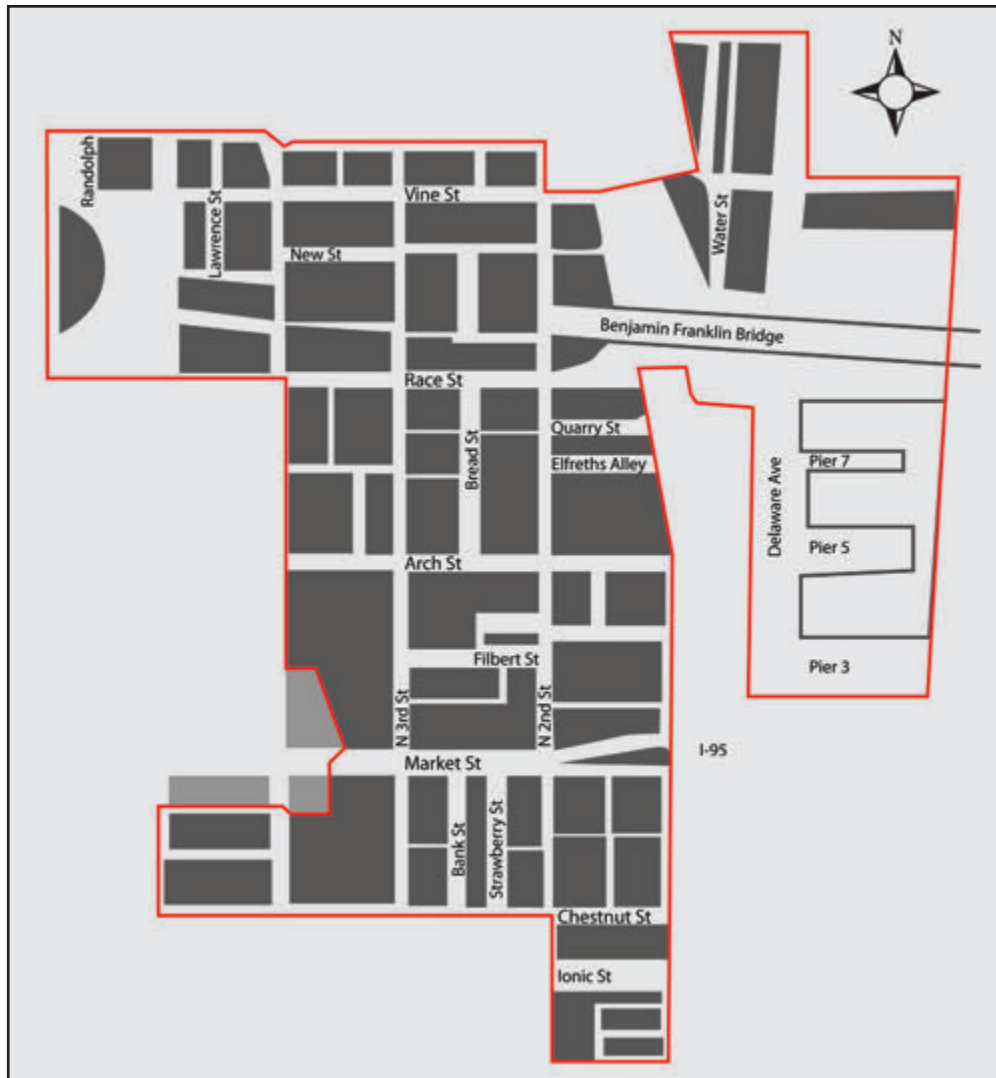 N
Randolph
Lawrence St
Vine St
Water St
New St
Benjamin Franklin Bridge
Race St
Bread St
Quarry St
Elfreths Alley
Pier 7
Delaware Ave
Pier 5
Arch St
Filbert St
Pier 3
N 3rd St
N 2nd St
I-95
Market St
Bank St
Strawberry St
Chestnut St
Ionic St